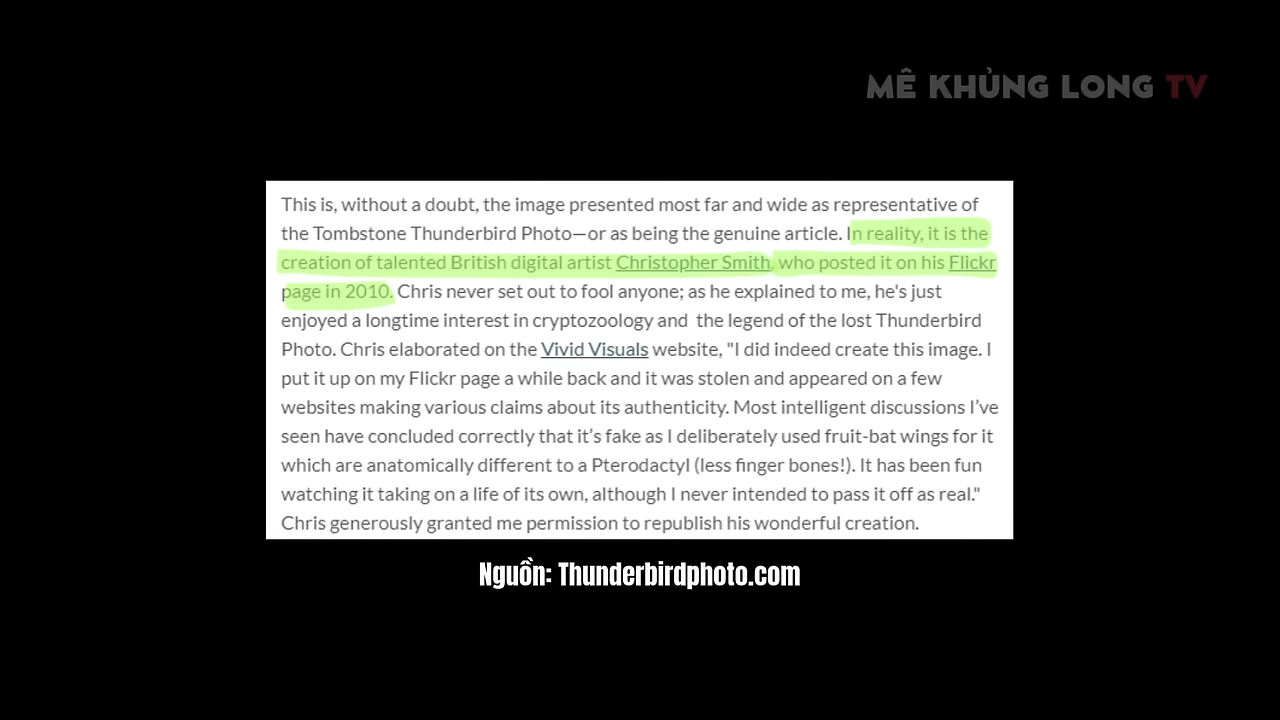 MÊ KHỦNG LONG TV
This is, without a doubt, the image presented most far and wide as representative of
the Tombstone Thunderbird Photo—or as being the genuine article. In reality, it is the
creation of talented British digital artist Christopher Smith, who posted it on his Flickr
page in 2010. Chris never set out to fool anyone; as he explained to me, he's just
enjoyed a longtime interest in cryptozoology and the legend of the lost Thunderbird
Photo. Chris elaborated on the Vivid Visuals website, "I did indeed create this image. I
put it up on my Flickr page a while back and it was stolen and appeared on a few
websites making various claims about its authenticity. Most intelligent discussions I’ve
seen have concluded correctly that it’s fake as I deliberately used fruit-bat wings for it
which are anatomically different to a Pterodactyl (less finger bones!). It has been fun
watching it taking on a life of its own, although I never intended to pass it off as real."
Chris generously granted me permission to republish his wonderful creation.
Nguồn: Thunderbirdphoto.com